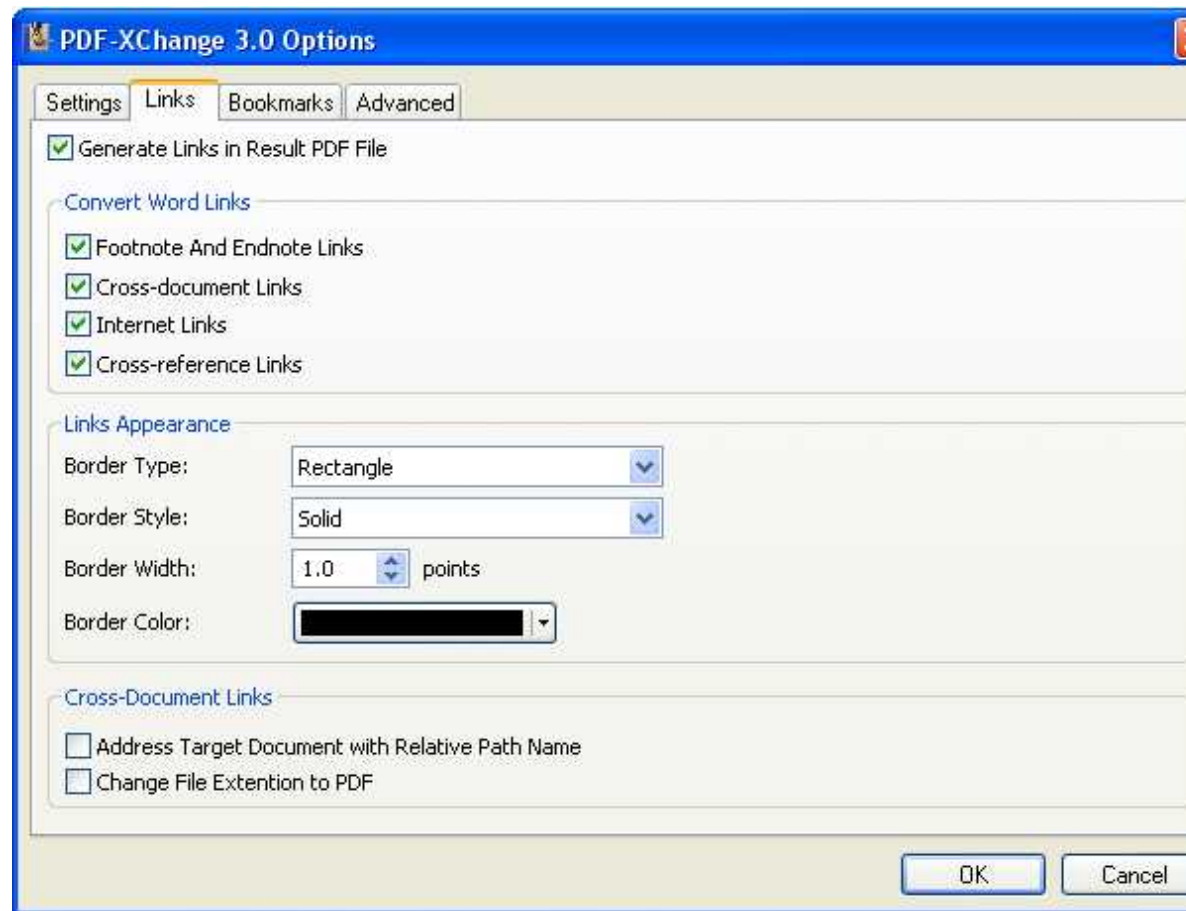 PDF-XChange 3.0 Options
Settings Links Bookmarks Advanced
Generate Links in Result PDF File
Convert Word Links
Footnote And Endnote Links
Cross-document Links
Internet Links
Cross-reference Links
Links Appearance
Border Type: Rectangle
Border Style: Solid
Border Width: 1.0 points
Border Color:
Cross-Document Links
Address Target Document with Relative Path Name
Change File Extention to PDF
OK Cancel